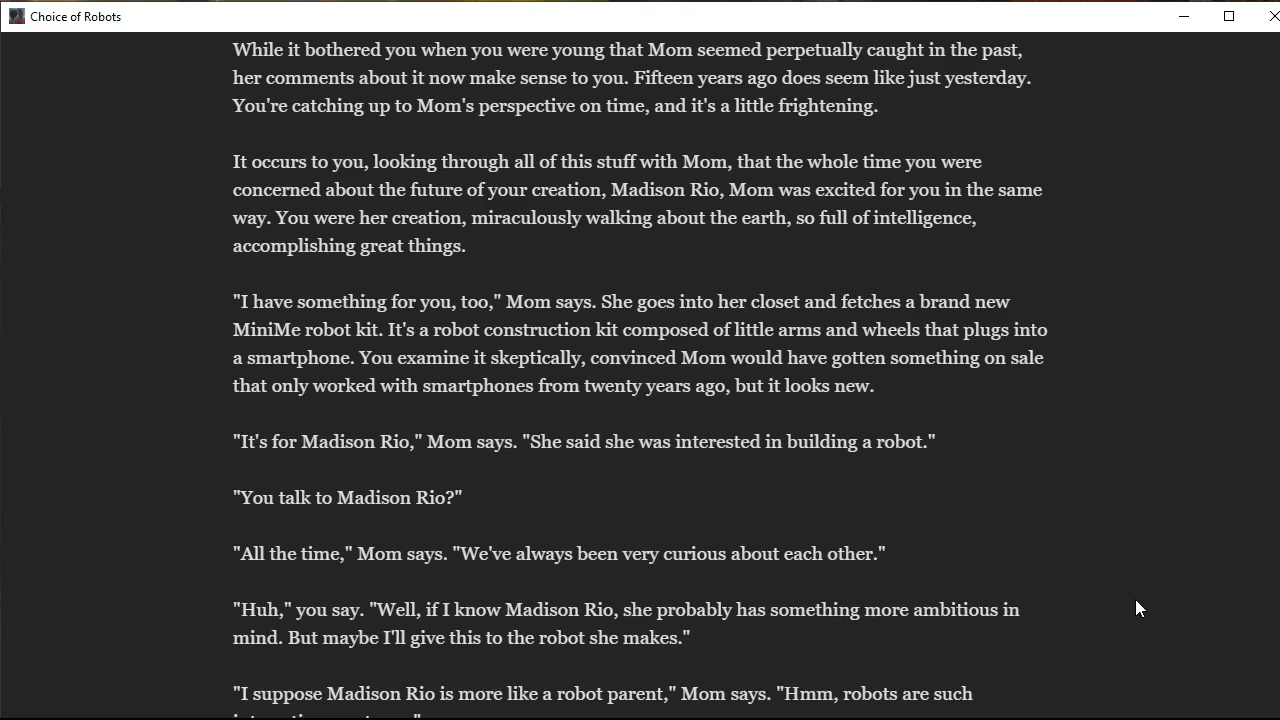 Choice of Robots
While it bothered you when you were young that Mom seemed perpetually caught in the past,
her comments about it now make sense to you. Fifteen years ago does seem like just yesterday.
You're catching up to Mom's perspective on time, and it's a little frightening.
It occurs to you, looking through all of this stuff with Mom, that the whole time you were
concerned about the future of your creation, Madison Rio, Mom was excited for you in the same
way. You were her creation, miraculously walking about the earth, so full of intelligence,
accomplishing great things.
"I have something for you, too," Mom says. She goes into her closet and fetches a brand new
MiniMe robot kit. It's a robot construction kit composed of little arms and wheels that plugs into
a smartphone. You examine it skeptically, convinced Mom would have gotten something on sale
that only worked with smartphones from twenty years ago, but it looks new.
"It's for Madison Rio," Mom says. "She said she was interested in building a robot."
"You talk to Madison Rio?"
"All the time," Mom says. "We've always been very curious about each other."
"Huh," you say. "Well, if I know Madison Rio, she probably has something more ambitious in
mind. But maybe I'll give this to the robot she makes."
"I suppose Madison Rio is more like a robot parent," Mom says. "Hmm, robots are such